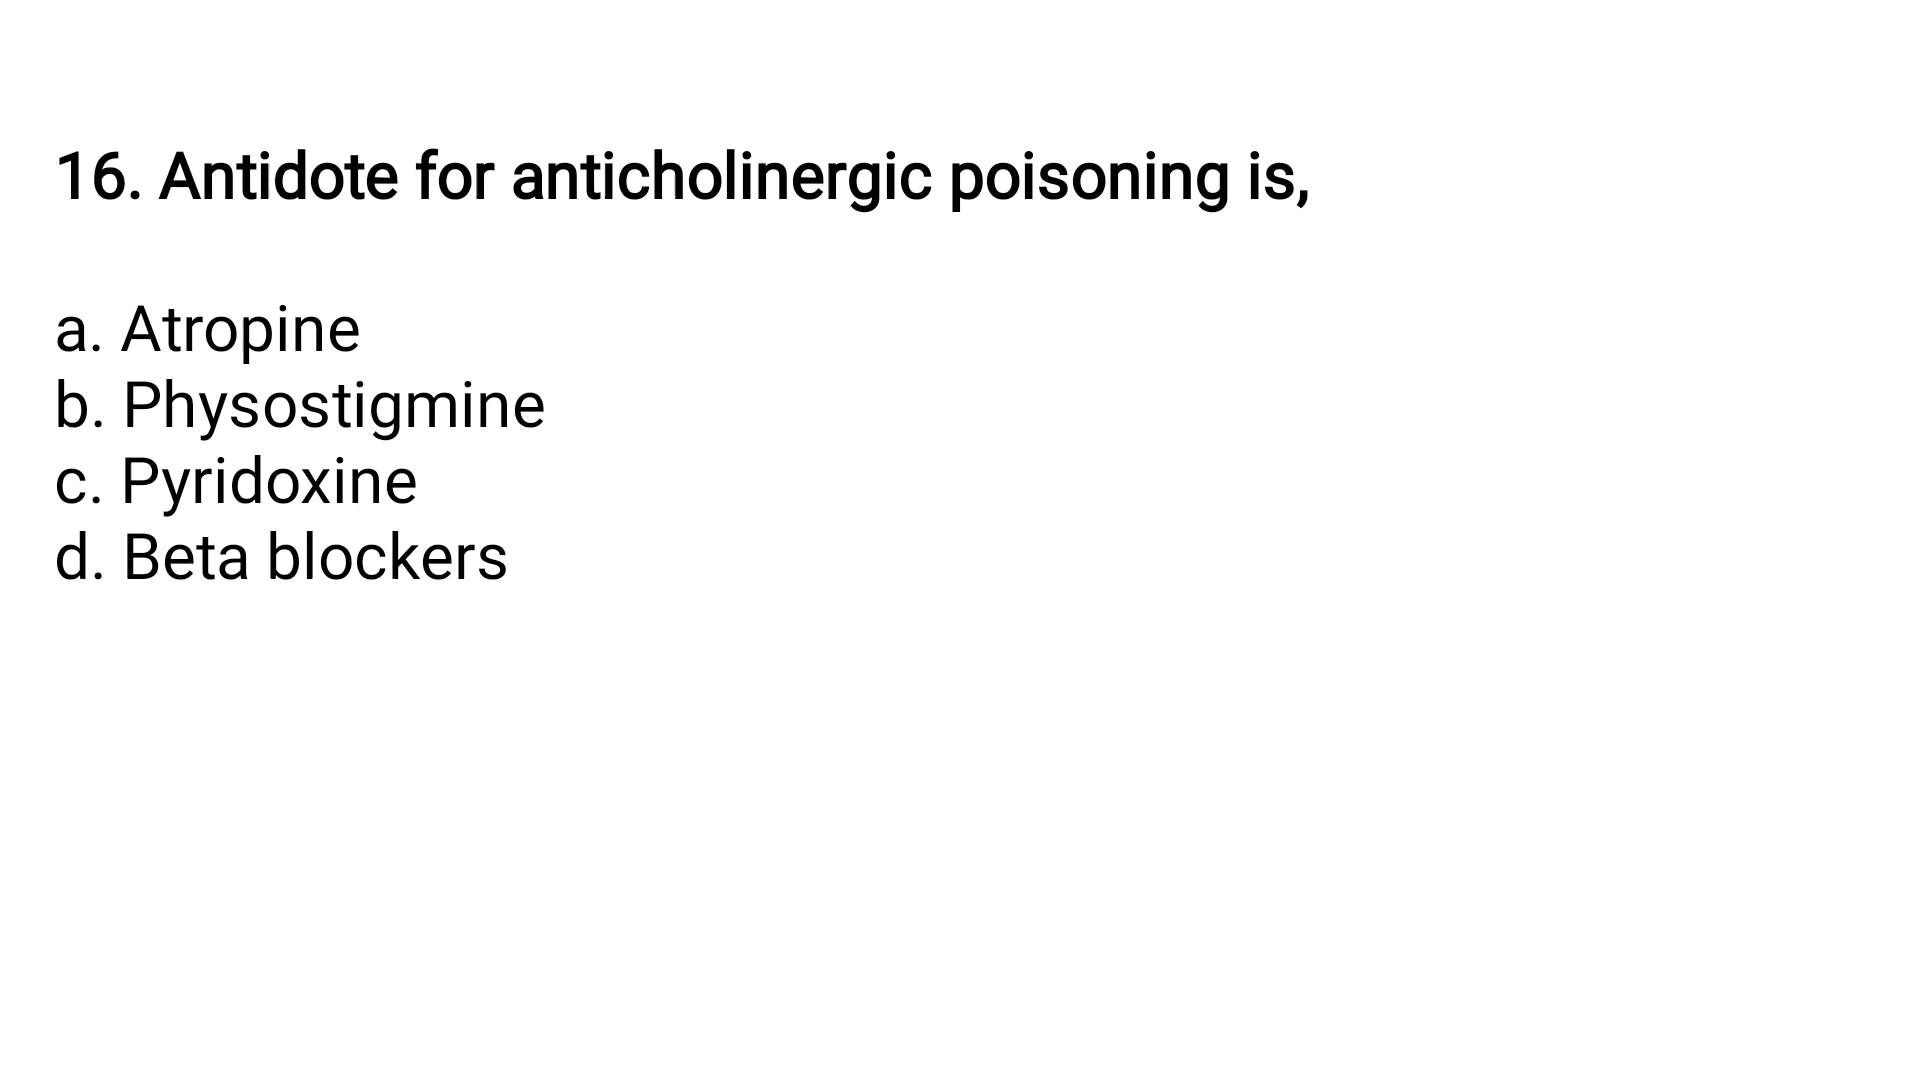 16. Antidote for anticholinergic poisoning is,
a. Atropine
b. Physostigmine
c. Pyridoxine
d. Beta blockers